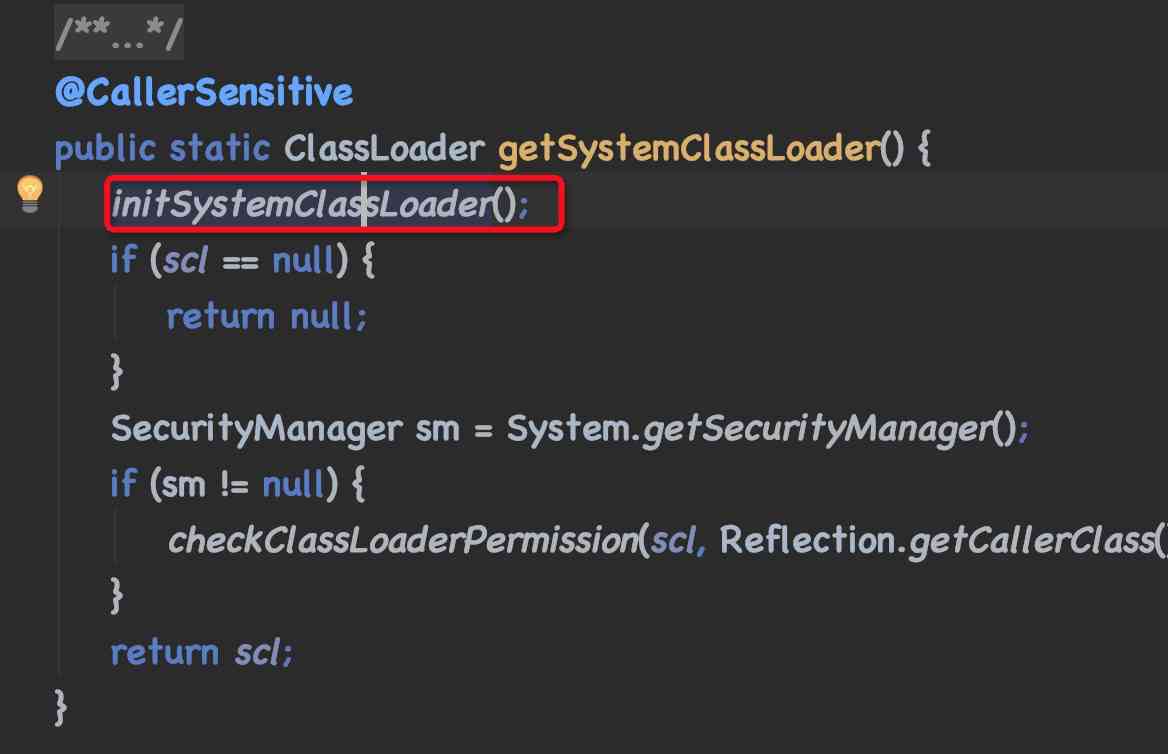 /**...*/
@CallerSensitive
public static ClassLoader getSystemClassLoader() {
initSystemClassLoader();
if (scl == null) {
return null;
}
SecurityManager sm = System.getSecurityManager();
if (sm != null) {
checkClassLoaderPermission(scl, Reflection.getCallerClass()
}
return scl;
}